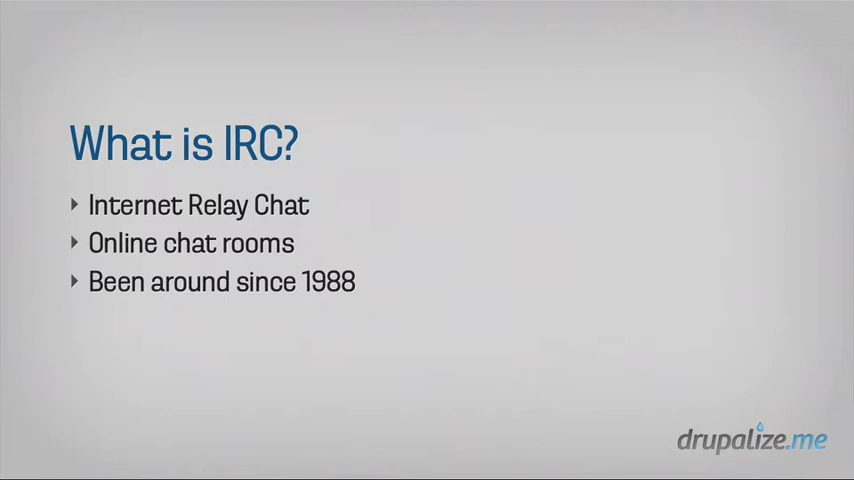 What is IRC?
Internet Relay Chat
Online chat rooms
Been around since 1988
drupalize.me